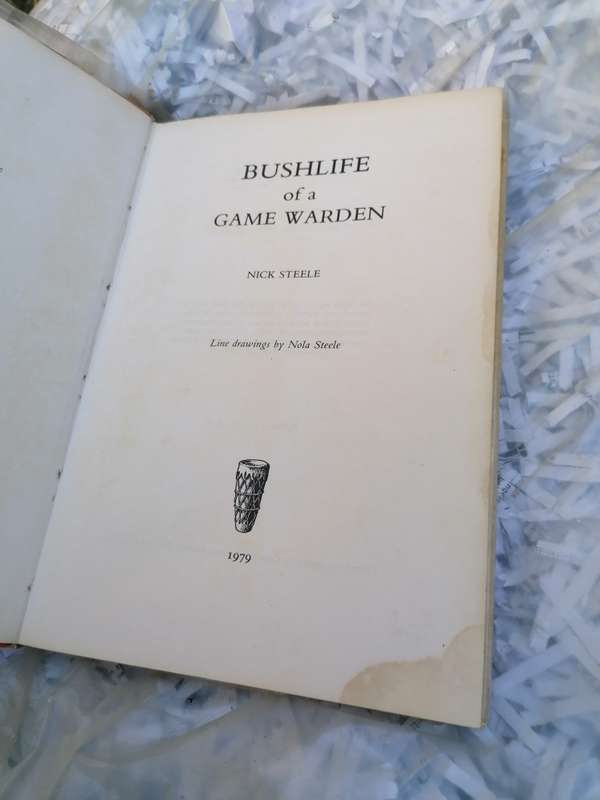 BUSHLIFE
of a
GAME WARDEN
NICK STEELE
Line drawings by Nola Steele
1979